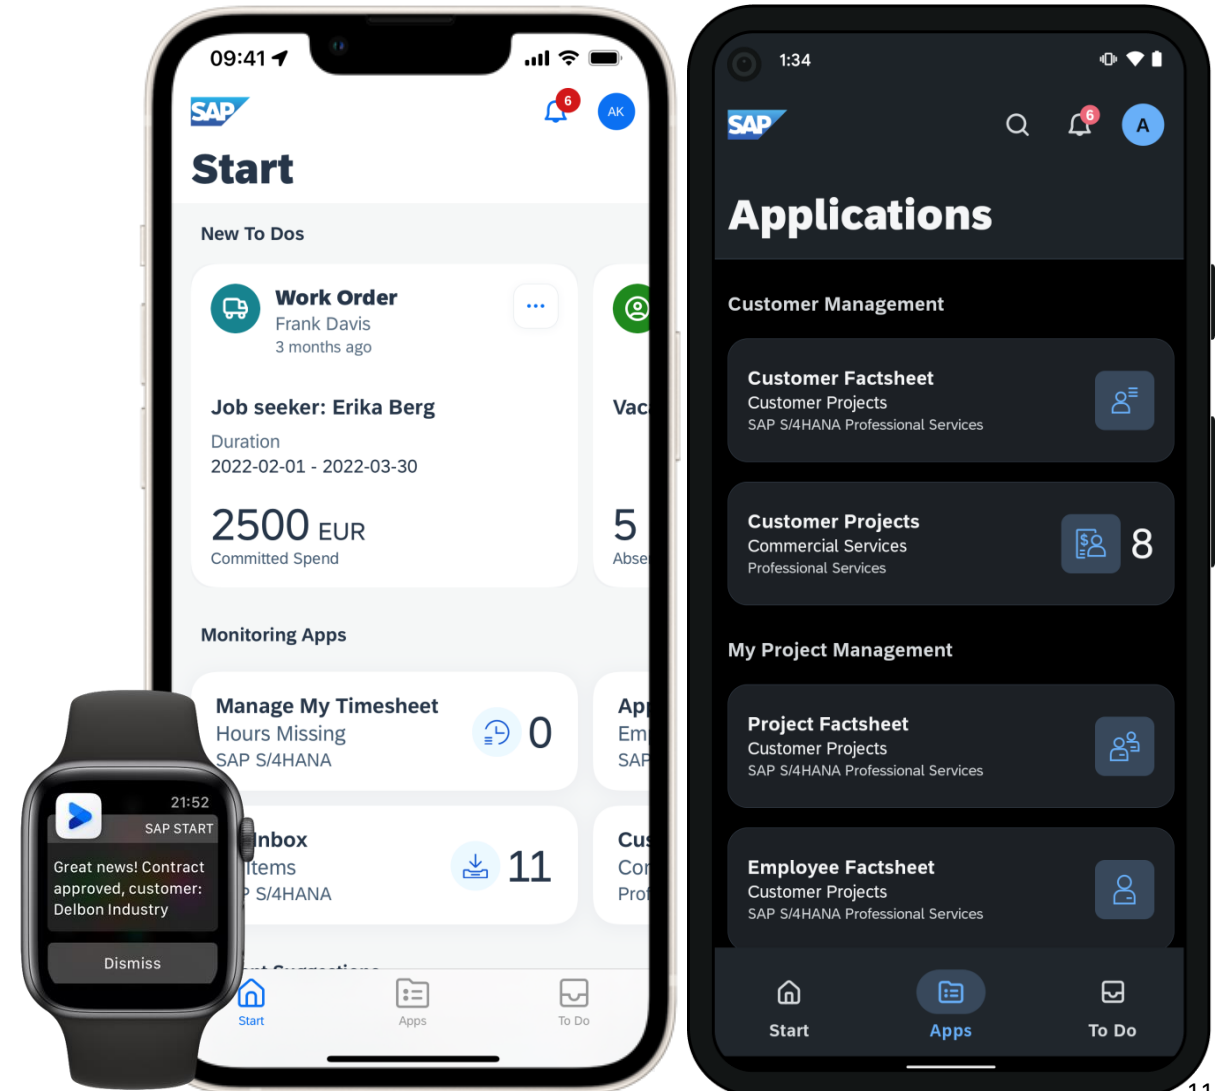 09:41
SAP
6
AK
Start
New To Dos
Work Order
Frank Davis
3 months ago
Job seeker: Erika Berg
Duration
2022-02-01 - 2022-03-30
2500 EUR
Committed Spend
5
Monitoring Apps
Manage My Timesheet
Hours Missing
SAP S/4HANA
0
Inbox
Items
S/4HANA
11
Start
Apps
To Do
21:52
SAP START
Great news! Contract
approved, customer:
Delbon Industry
Dismiss
1:34
SAP
6
A
Applications
Customer Management
Customer Factsheet
Customer Projects
SAP S/4HANA Professional Services
Customer Projects
Commercial Services
Professional Services
8
My Project Management
Project Factsheet
Customer Projects
SAP S/4HANA Professional Services
Employee Factsheet
Customer Projects
SAP S/4HANA Professional Services
Start
Apps
To Do